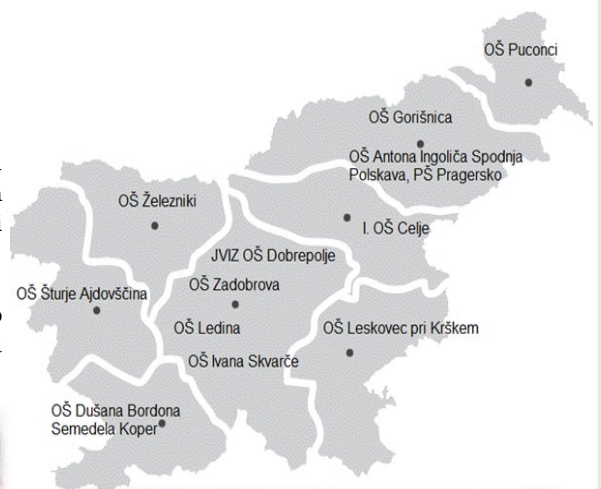 OŠ Puconci
OŠ Gorišnica
OŠ Antona Ingoliča Spodnja
Polskava, PŠ Pragersko
OŠ Železniki
I. OŠ Celje
JVIZ OŠ Dobrepolje
OŠ Zadobrova
OŠ Šturje Ajdovščina
OŠ Ledina
OŠ Leskovec pri Krškem
OŠ Ivana Skvarče
OŠ Dušana Bordona
Semedela Koper